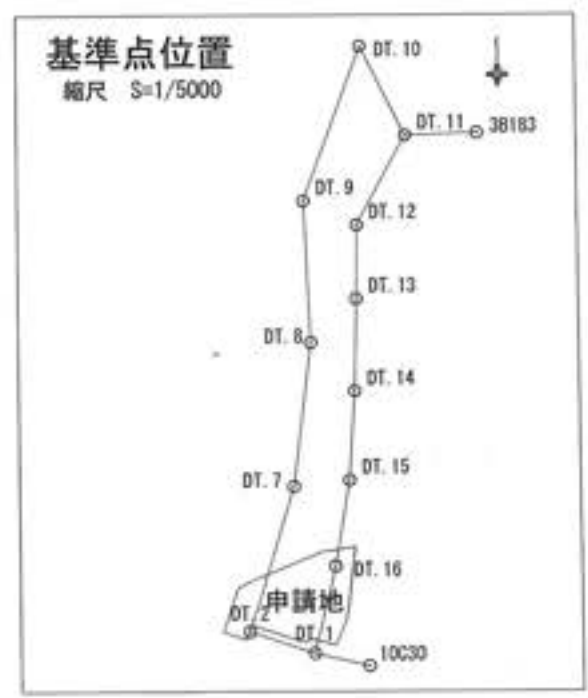 基準点位置
縮尺 S=1/5000
DT. 10
DT. 11
3B183
DT. 9
DT. 12
DT. 13
DT. 8
DT. 14
DT. 7
DT. 15
DT. 16
申請地
DT. 2
DT. 1
10C30